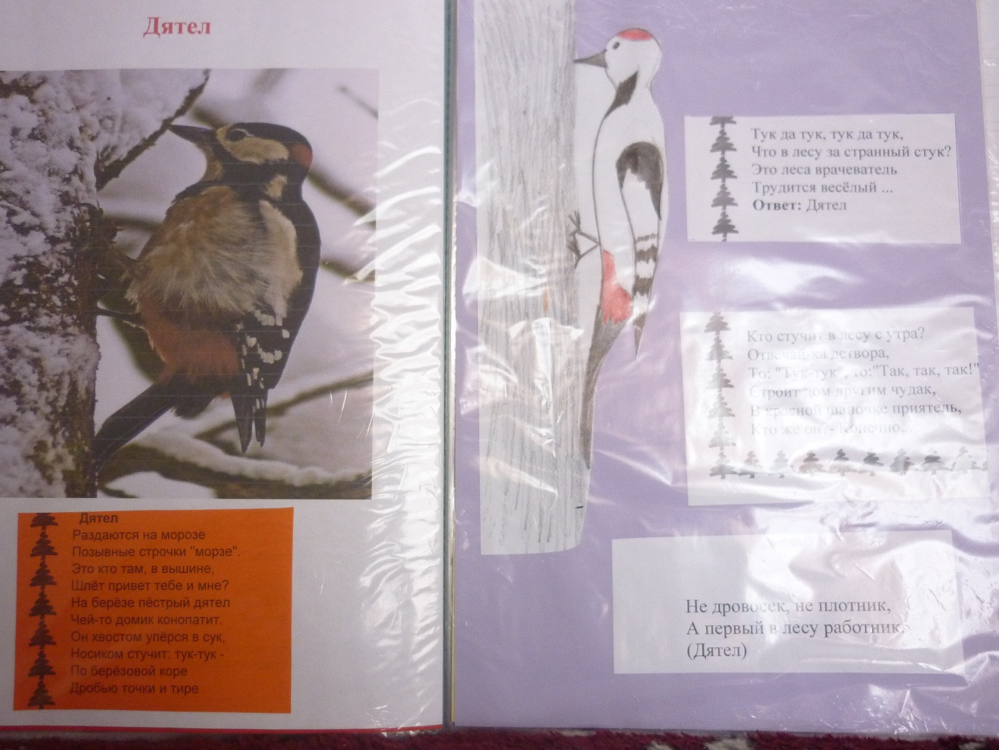 Дятел
Дятел
Раздаются на морозе
Позывные строчки "морзе".
Это кто там, в вышине,
Шлёт привет тебе и мне?
На берёзе пёстрый дятел
Чей-то домик конопатит.
Он хвостом упёрся в сук,
Носиком стучит: тук-тук -
По берёзовой коре
Дробью точки и тире
Тук да тук, тук да тук,
Что в лесу за странный стук?
Это леса врачеватель
Трудится весёлый ...
Ответ: Дятел
Кто стучит в лесу с утра?
Отвечай-ка детвора,
То: "Тук-тук", то:"Так, так, так!"
Строит дом другим чудак,
В красной шапочке приятель,
Кто же он?- Конечно...
Не дровосек, не плотник,
А первый в лесу работник.
(Дятел)